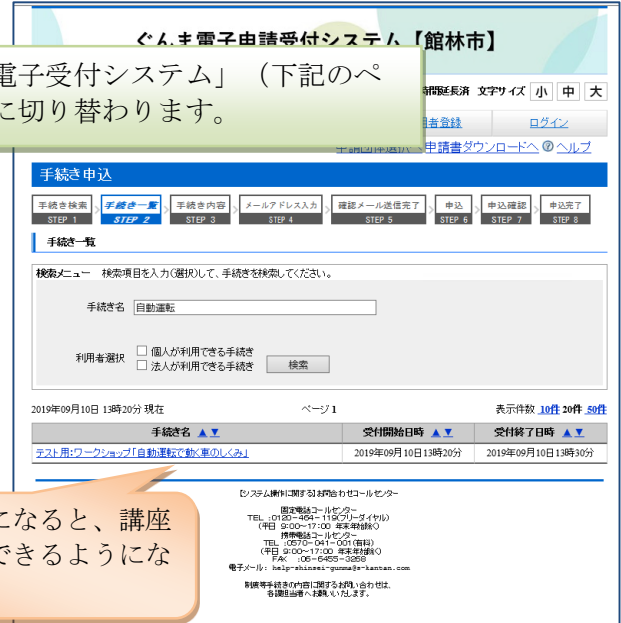 ぐんま電子申請受付システム【館林市】
電子受付システム」（下記のペ
に切り替わります。
文字サイズ 小 中 大
者登録 ログイン
申請団体選択へ 申請書ダウンロードへ ヘルプ
手続き申込
手続き検索 STEP 1
手続き一覧 STEP 2
手続き内容 STEP 3
メールアドレス入力 STEP 4
確認メール送信完了 STEP 5
申込 STEP 6
申込確認 STEP 7
申込完了 STEP 8
手続き一覧
検索メニュー 検索項目を入力(選択)して、手続きを検索してください。
手続き名 自動運転
利用者選択 個人が利用できる手続き
法人が利用できる手続き 検索
2019年09月10日 13時20分 現在 ページ 1 表示件数 10件 20件 50件
手続き名 ▲ ▼ 受付開始日時 ▲ ▼ 受付終了日時 ▲ ▼
テスト用:ワークショップ「自動運転で動く車のしくみ」 2019年09月10日13時20分 2019年09月10日13時30分
になると、講座
できるようにな
【システム操作に関する】お問合わせコールセンター
固定電話コールセンター
TEL :0120-464-119(フリーダイヤル)
(平日 9:00~17:00 年末年始除く)
携帯電話コールセンター
TEL :0570-041-001(有料)
(平日 9:00~17:00 年末年始除く)
FAX :06-6455-3268
電子メール: help-shinsei-gunma@s-kantan.com
制度等手続きの内容に関するお問い合わせは、
各課担当者へお願いいたします。